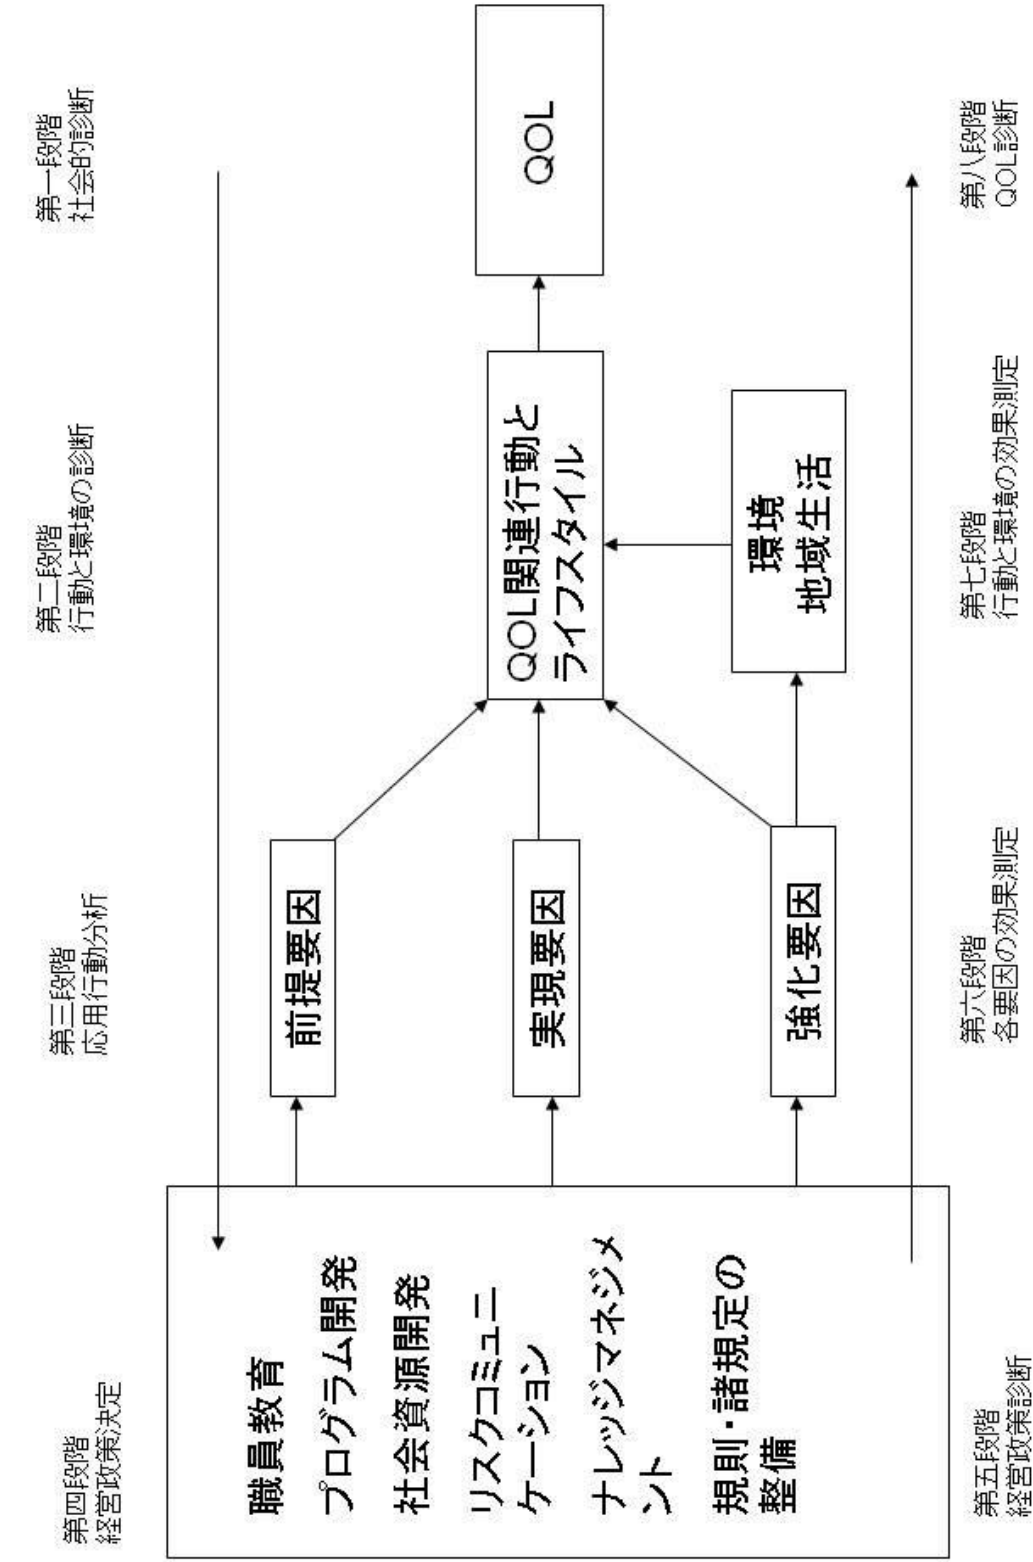 第四段階
経営政策決定
第三段階
応用行動分析
第二段階
行動と環境の診断
第一段階
社会的診断
職員教育
プログラム開発
社会資源開発
リスクコミュニ
ケーション
ナレッジマネジメ
ント
規則・諸規定の
整備
前提要因
実現要因
強化要因
QOL関連行動と
ライフスタイル
環境
地域生活
QOL
第五段階
経営政策診断
第六段階
各要因の効果測定
第七段階
行動と環境の効果測定
第八段階
QOL診断